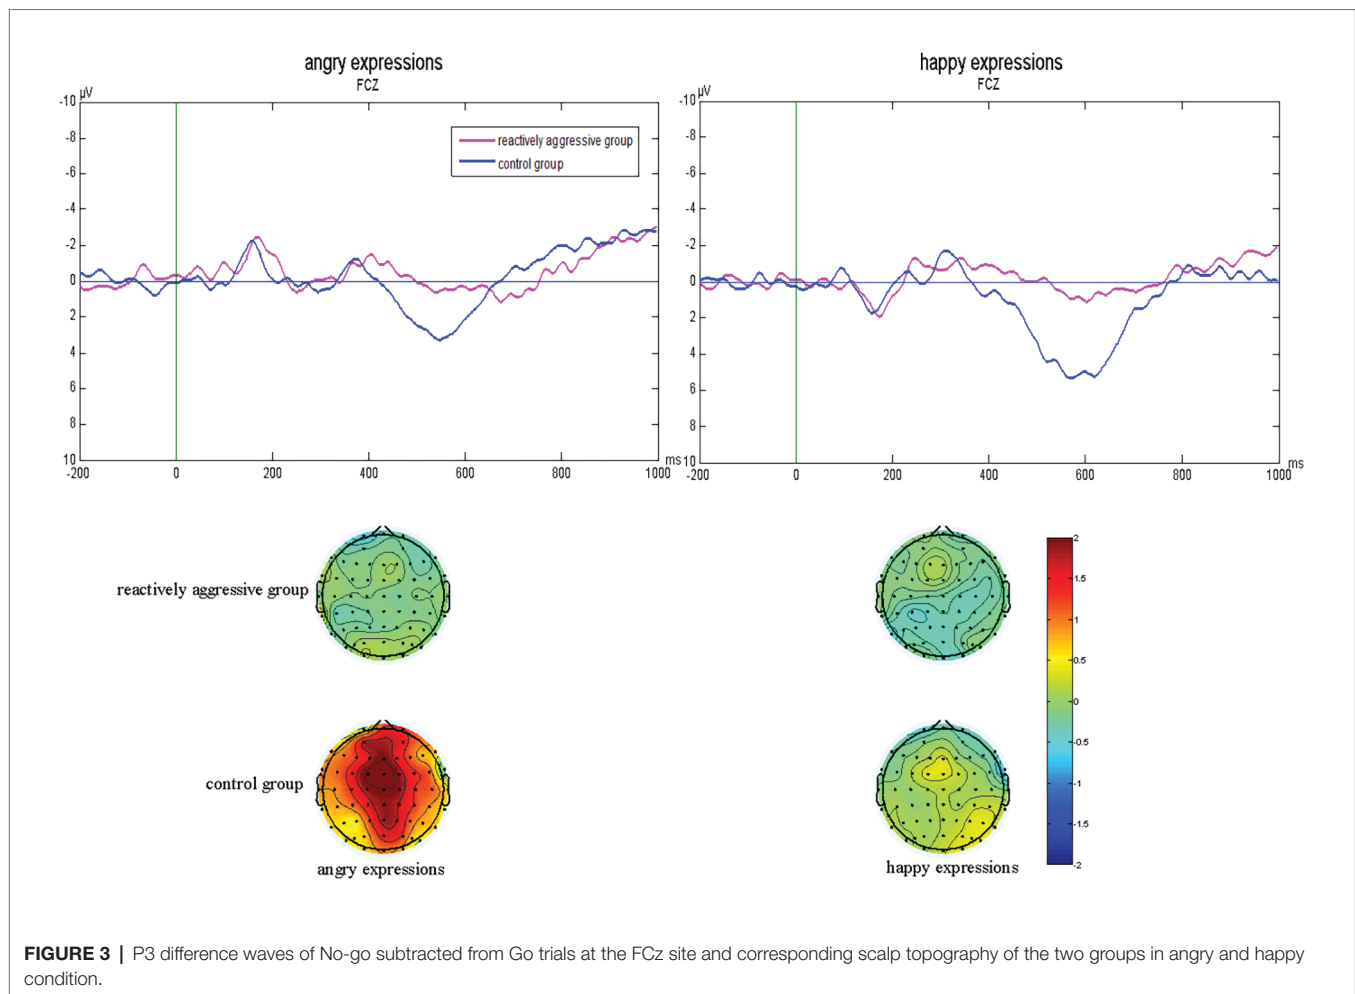 angry expressions
FCZ
-10 µV
-8
-6
-4
-2
0
2
4
6
8
10
-200 0 200 400 600 800 1000 ms
reactively aggressive group
control group
happy expressions
FCZ
-10 µV
-8
-6
-4
-2
0
2
4
6
8
10
-200 0 200 400 600 800 1000 ms
reactively aggressive group
control group
angry expressions
happy expressions
2
1.5
1
0.5
0
-0.5
-1
-1.5
-2
FIGURE 3 | P3 difference waves of No-go subtracted from Go trials at the FCz site and corresponding scalp topography of the two groups in angry and happy
condition.